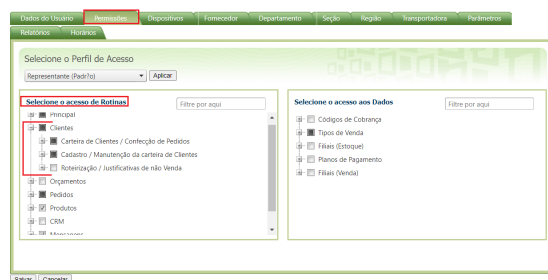 Dados do Usuário Permissões Dispositivos Fornecedor Departamento Seção Região Transportadora Parâmetros
Relatórios Horários
Selecione o Perfil de Acesso
Representante (Padr?o) Aplicar
Selecione o acesso de Rotinas Filtre por aqui
Principal
Clientes
Carteira de Clientes / Confecção de Pedidos
Cadastro / Manutenção da carteira de Clientes
Roteirização / Justificativas de não Venda
Orçamentos
Pedidos
Produtos
CRM
Mensagens
Selecione o acesso aos Dados Filtre por aqui
Códigos de Cobrança
Tipos de Venda
Filiais (Estoque)
Planos de Pagamento
Filiais (Venda)
Salvar Cancelar